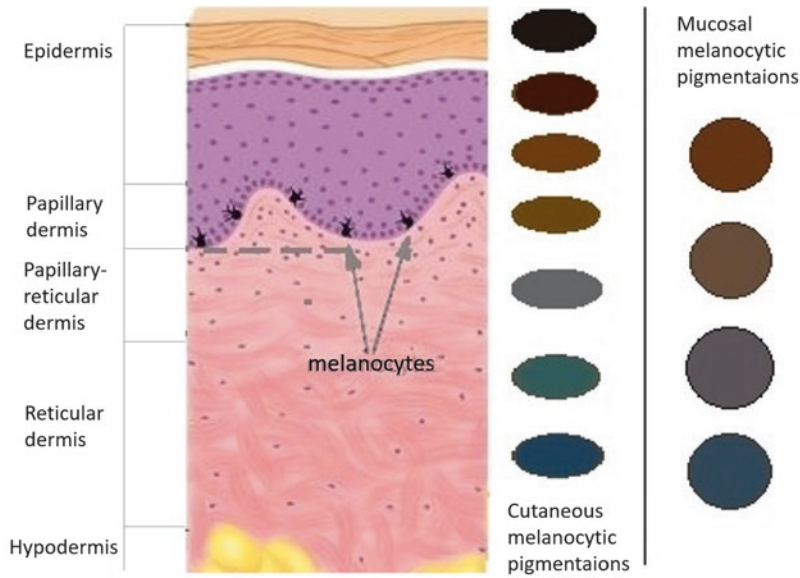 Epidermis
Papillary
dermis
Papillary-
reticular
dermis
Reticular
dermis
Hypodermis
melanocytes
Cutaneous
melanocytic
pigmentaions
Mucosal
melanocytic
pigmentaions